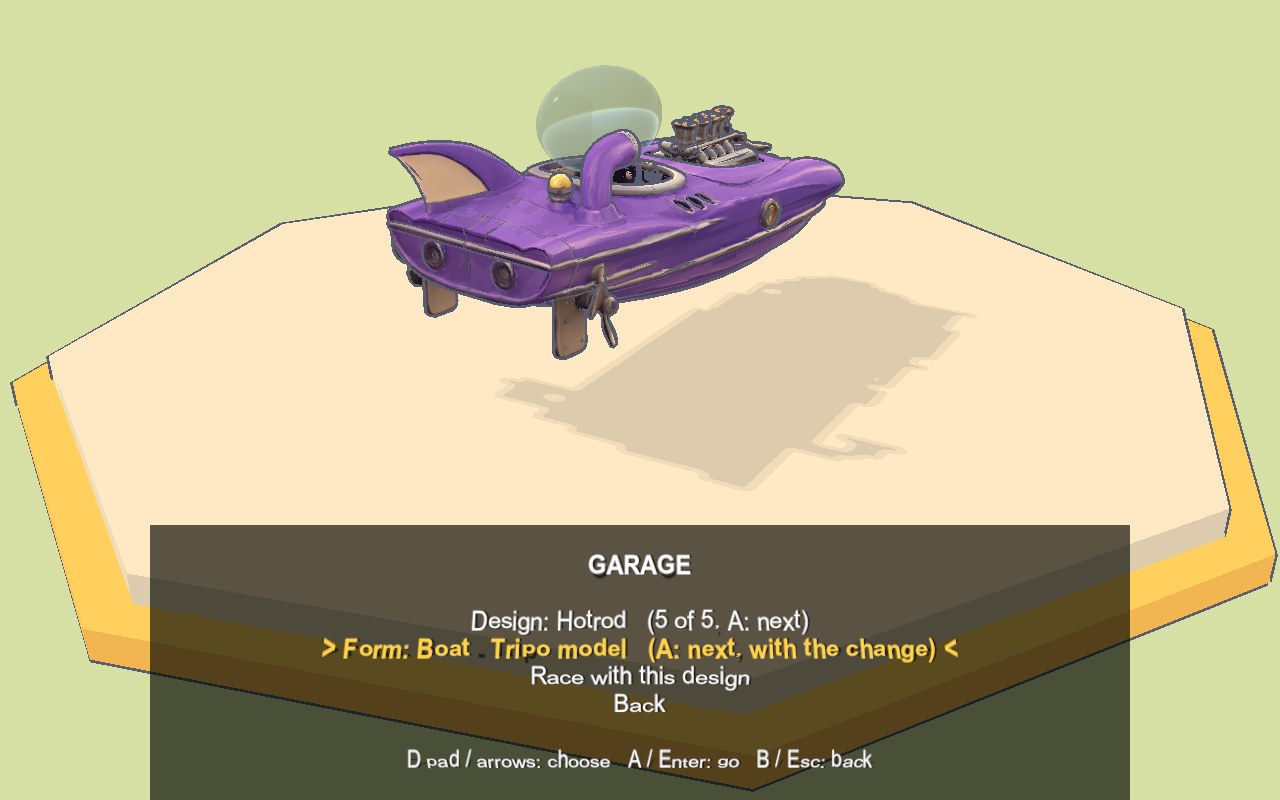 GARAGE
Design: Hotrod (5 of 5. A: next)
> Form: Boat - Tripo model (A: next, with the change) <
Race with this design
Back
D pad / arrows: choose A / Enter: go B / Esc: back